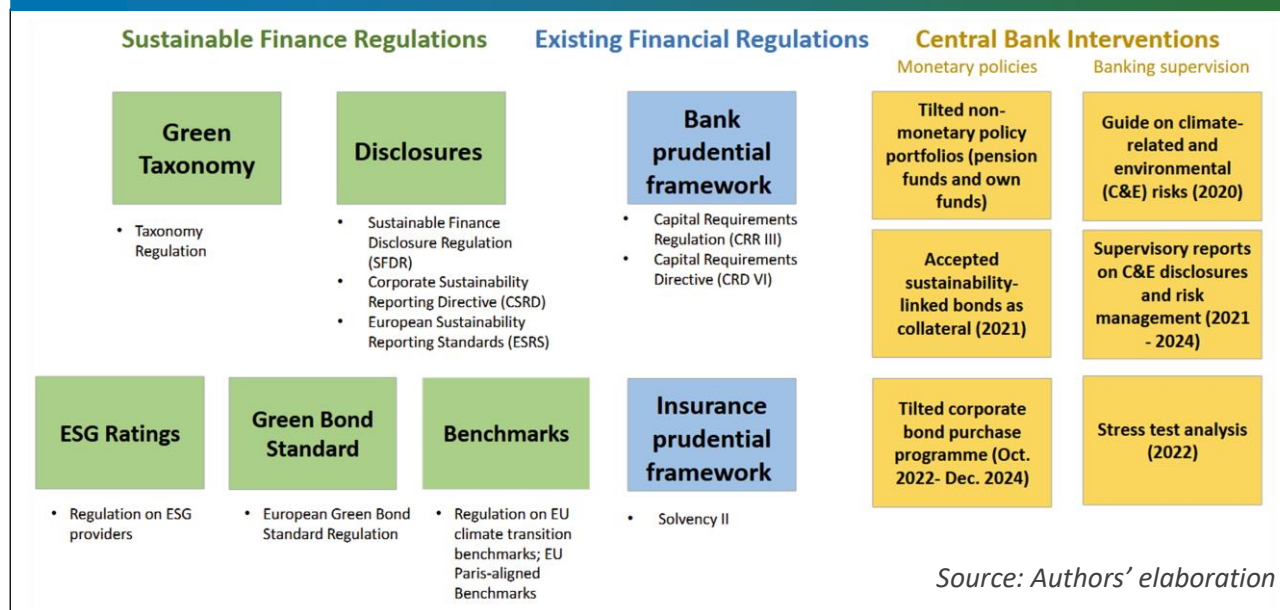 Sustainable Finance Regulations
Existing Financial Regulations
Central Bank Interventions
Monetary policies
Banking supervision
Green
Taxonomy
• Taxonomy
Regulation
Disclosures
• Sustainable Finance
Disclosure Regulation
(SFDR)
• Corporate Sustainability
Reporting Directive (CSRD)
• European Sustainability
Reporting Standards (ESRS)
Bank
prudential
framework
• Capital Requirements
Regulation (CRR III)
• Capital Requirements
Directive (CRD VI)
Tilted non-
monetary policy
portfolios (pension
funds and own
funds)
Guide on climate-
related and
environmental
(C&E) risks (2020)
Accepted
sustainability-
linked bonds as
collateral (2021)
Supervisory reports
on C&E disclosures
and risk
management (2021
- 2024)
ESG Ratings
• Regulation on ESG
providers
Green Bond
Standard
• European Green Bond
Standard Regulation
Benchmarks
• Regulation on EU
climate transition
benchmarks; EU
Paris-aligned
Benchmarks
Insurance
prudential
framework
• Solvency II
Tilted corporate
bond purchase
programme (Oct.
2022- Dec. 2024)
Stress test analysis
(2022)
Source: Authors’ elaboration